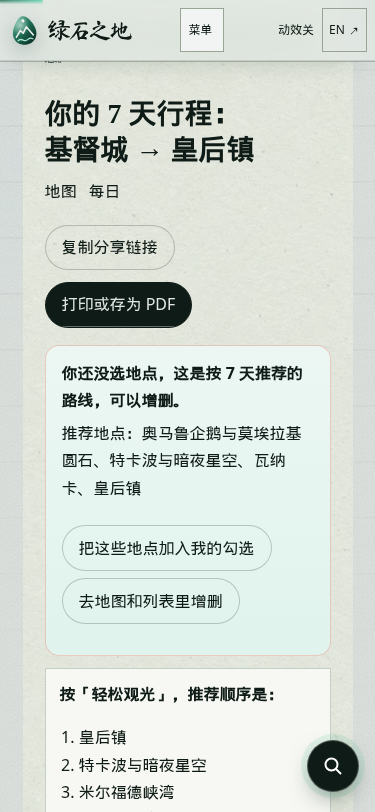 绿石之地
菜单
动效关
EN ↗
你的 7 天行程：
基督城 → 皇后镇
地图 每日
复制分享链接
打印或存为 PDF
你还没选地点，这是按 7 天推荐的
路线，可以增删。
推荐地点：奥马鲁企鹅与莫埃拉基
圆石、特卡波与暗夜星空、瓦纳
卡、皇后镇
把这些地点加入我的勾选
去地图和列表里增删
按「轻松观光」，推荐顺序是：
1. 皇后镇
2. 特卡波与暗夜星空
3. 米尔福德峡湾